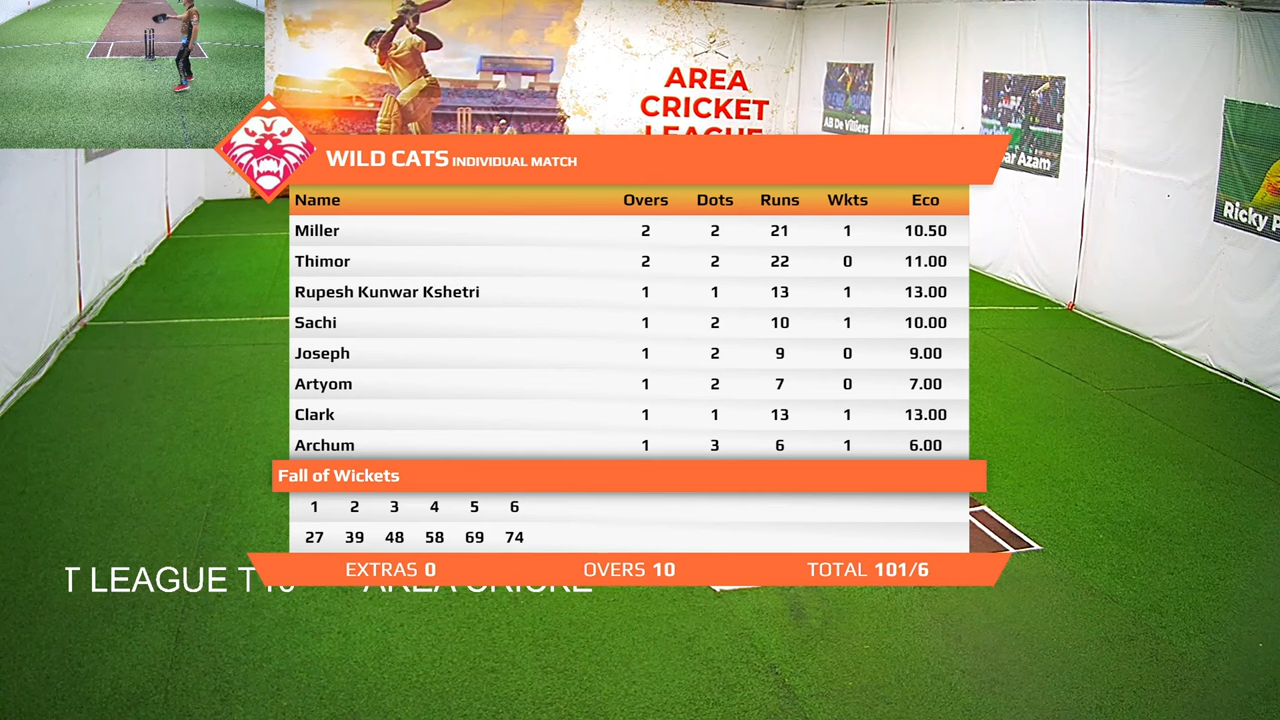 AREA
CRICKET
LEAGUE
AB De Villiers
ar Azam
Ricky P
WILD CATS INDIVIDUAL MATCH
Name Overs Dots Runs Wkts Eco
Miller 2 2 21 1 10.50
Thimor 2 2 22 0 11.00
Rupesh Kunwar Kshetri 1 1 13 1 13.00
Sachi 1 2 10 1 10.00
Joseph 1 2 9 0 9.00
Artyom 1 2 7 0 7.00
Clark 1 1 13 1 13.00
Archum 1 3 6 1 6.00
Fall of Wickets
1 2 3 4 5 6
27 39 48 58 69 74
EXTRAS 0 OVERS 10 TOTAL 101/6
T LEAGUE T10 AREA CRICKE